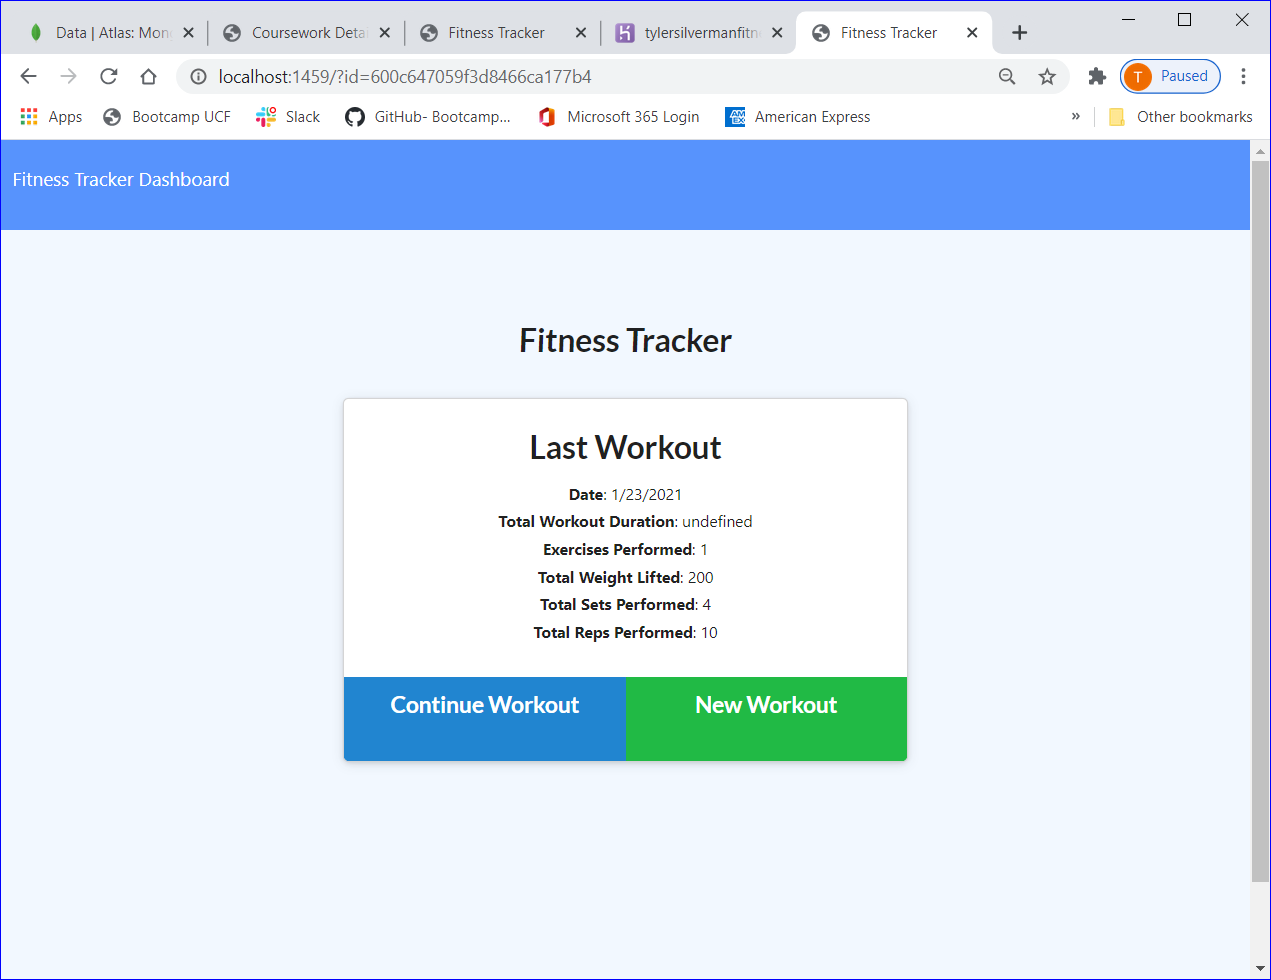 Data | Atlas: Mon
Coursework Deta
Fitness Tracker
tylersilvermanfitn
Fitness Tracker
localhost:1459/?id=600c647059f3d8466ca177b4
T
Paused
Apps
Bootcamp UCF
Slack
GitHub- Bootcamp...
Microsoft 365 Login
AM
EX
American Express
»
Other bookmarks
Fitness Tracker Dashboard
Fitness Tracker
Last Workout
Date: 1/23/2021
Total Workout Duration: undefined
Exercises Performed: 1
Total Weight Lifted: 200
Total Sets Performed: 4
Total Reps Performed: 10
Continue Workout
New Workout